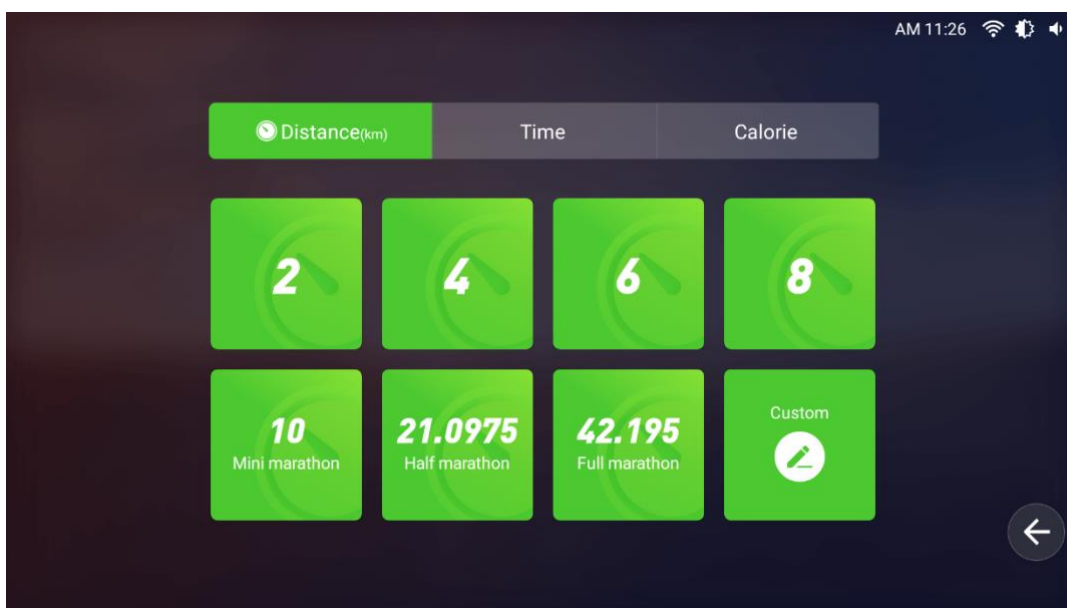 AM 11:26
Distance(km)
Time
Calorie
2
4
6
8
10
Mini marathon
21.0975
Half marathon
42.195
Full marathon
Custom